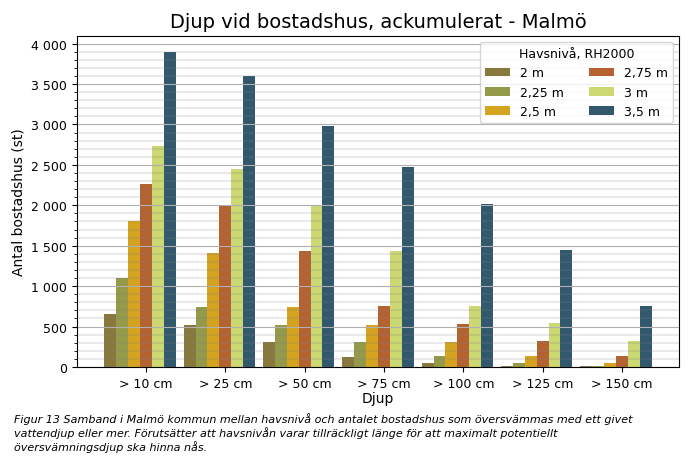 Djup vid bostadshus, ackumulerat - Malmö
Antal bostadshus (st)
4 000
3 500
3 000
2 500
2 000
1 500
1 000
500
0
Havsnivå, RH2000
2 m
2,25 m
2,5 m
2,75 m
3 m
3,5 m
> 10 cm
> 25 cm
> 50 cm
> 75 cm
> 100 cm
> 125 cm
> 150 cm
Djup
Figur 13 Samband i Malmö kommun mellan havsnivå och antalet bostadshus som översvämmas med ett givet
vattendjup eller mer. Förutsätter att havsnivån varar tillräckligt länge för att maximalt potentiellt
översvämningsdjup ska hinna nås.